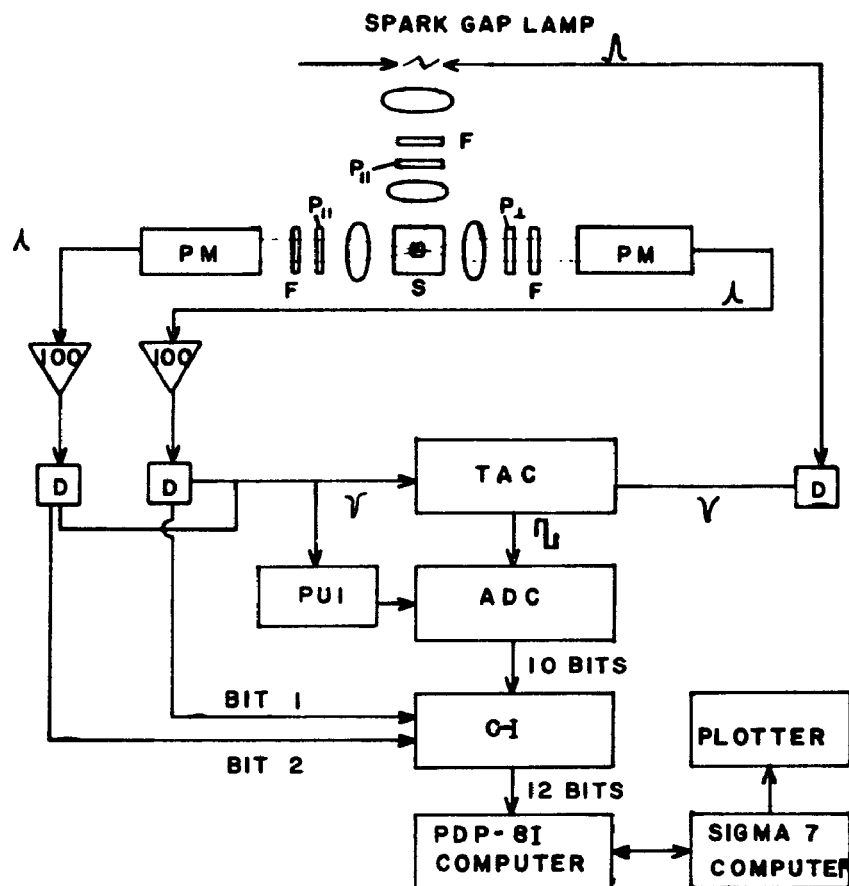 SPARK GAP LAMP
F
P||
P||
P⊥
PM
PM
F
S
F
100
100
D
D
TAC
D
PUI
ADC
10 BITS
BIT 1
BIT 2
PLOTTER
12 BITS
PDP-8I
COMPUTER
SIGMA 7
COMPUTER